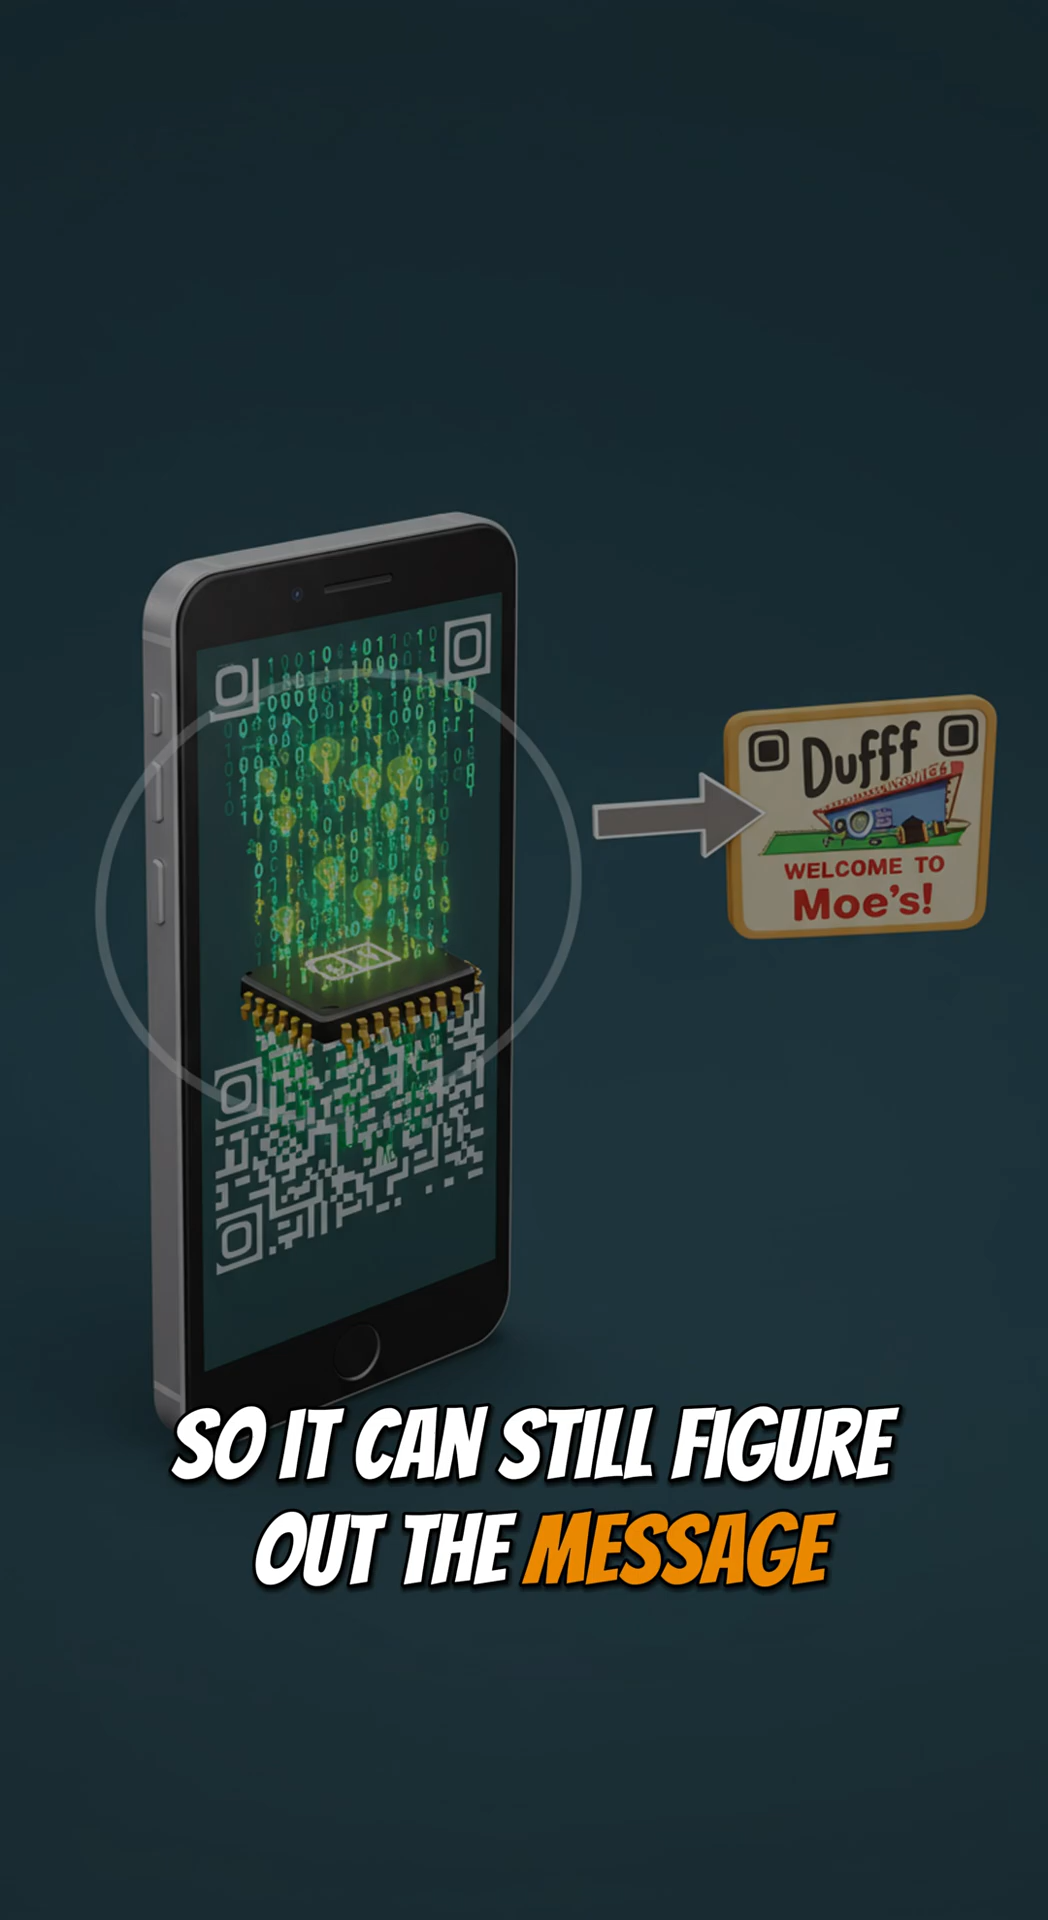 Dufff
WELCOME TO
Moe's!
SO IT CAN STILL FIGURE
OUT THE MESSAGE